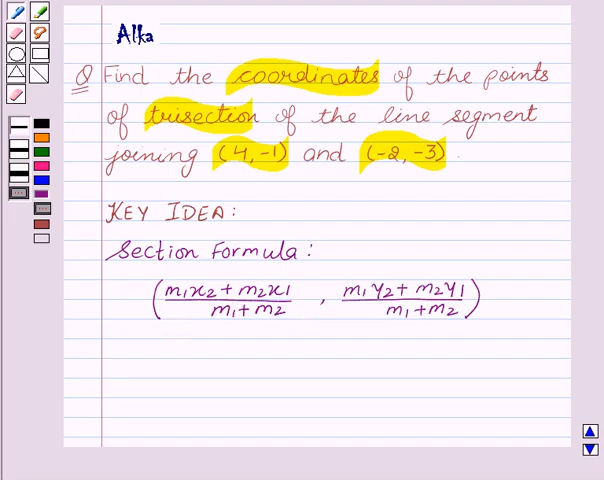 Alka
Q Find the coordinates of the points
of trisection of the line segment
joining (4, -1) and (-2, -3).
KEY IDEA:
Section Formula:
(m₁x₂ + m₂x₁ / m₁ + m₂ , m₁y₂ + m₂y₁ / m₁ + m₂)